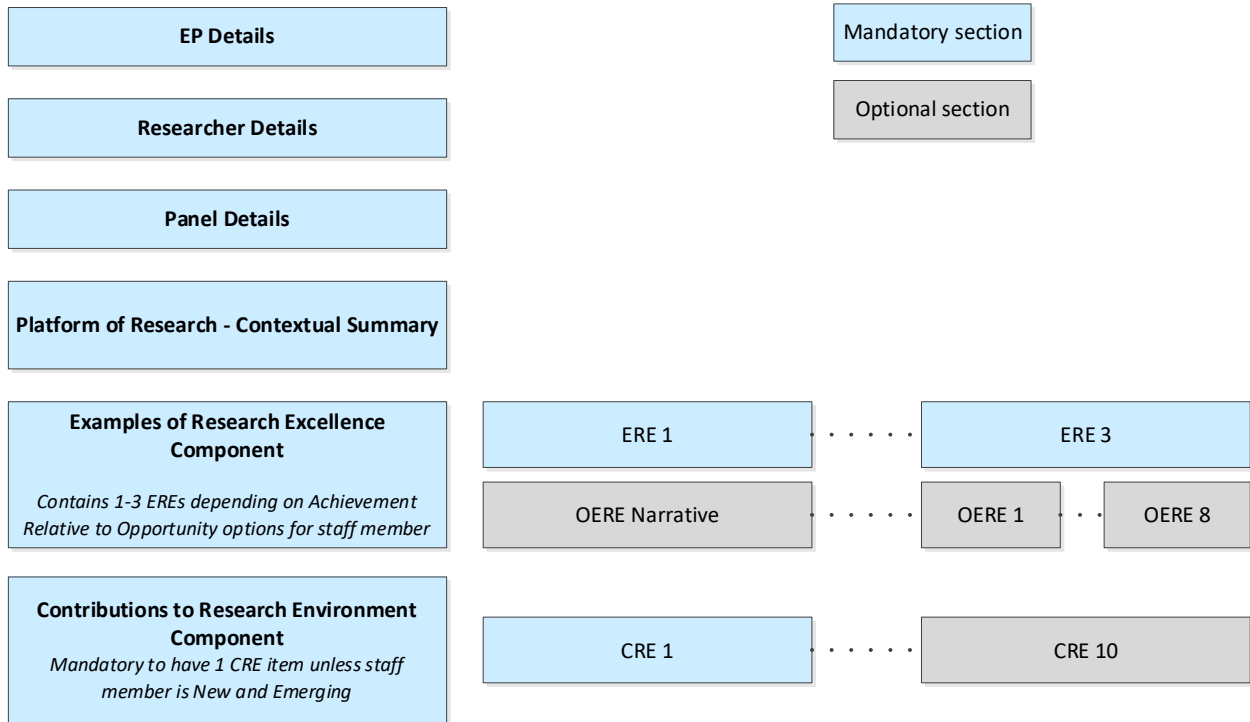 EP Details
Mandatory section
Optional section
Researcher Details
Panel Details
Platform of Research - Contextual Summary
Examples of Research Excellence
Component
Contains 1-3 EREs depending on Achievement
Relative to Opportunity options for staff member
ERE 1
ERE 3
OERE Narrative
OERE 1
OERE 8
Contributions to Research Environment
Component
Mandatory to have 1 CRE item unless staff
member is New and Emerging
CRE 1
CRE 10